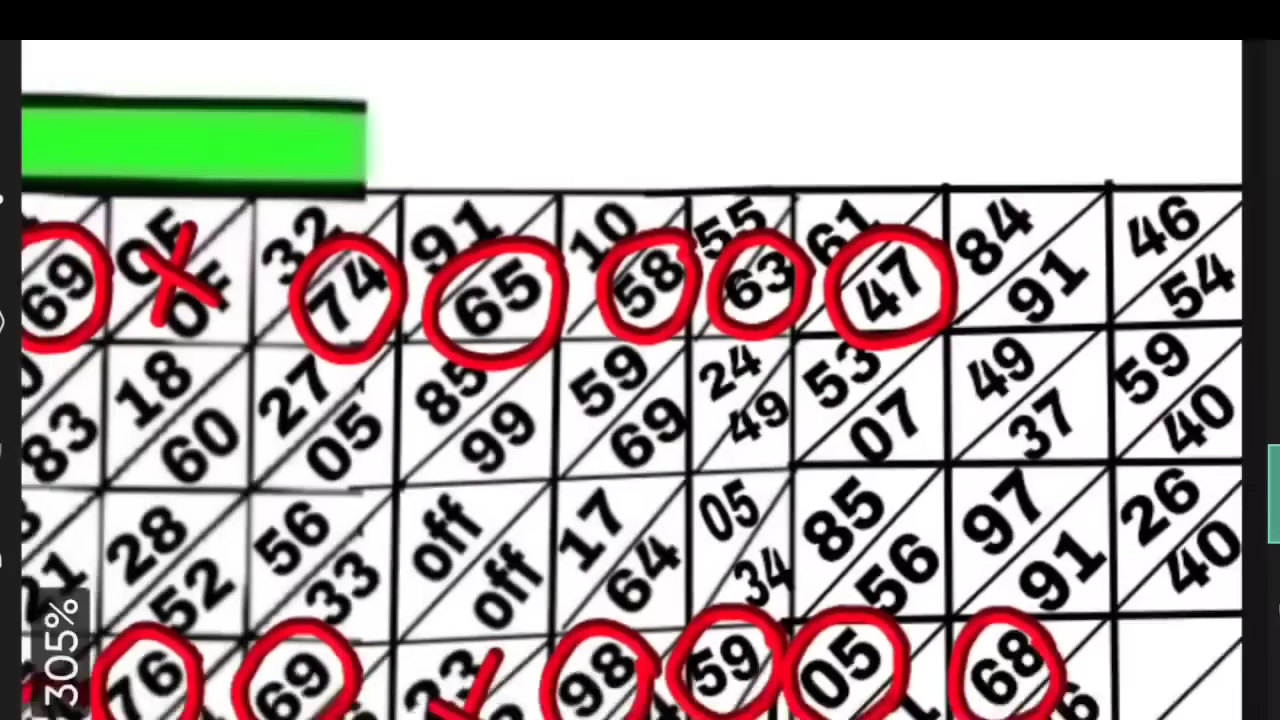 32 91 10 55 61 84 46
69 OF 74 65 58 63 47 91 54
18 27 85 59 24 53 49 59
83 60 05 99 69 49 07 37 40
28 56 off 17 05 85 97 26
21 52 33 off 64 34 56 91 40
76 69 98 59 05 68
305%